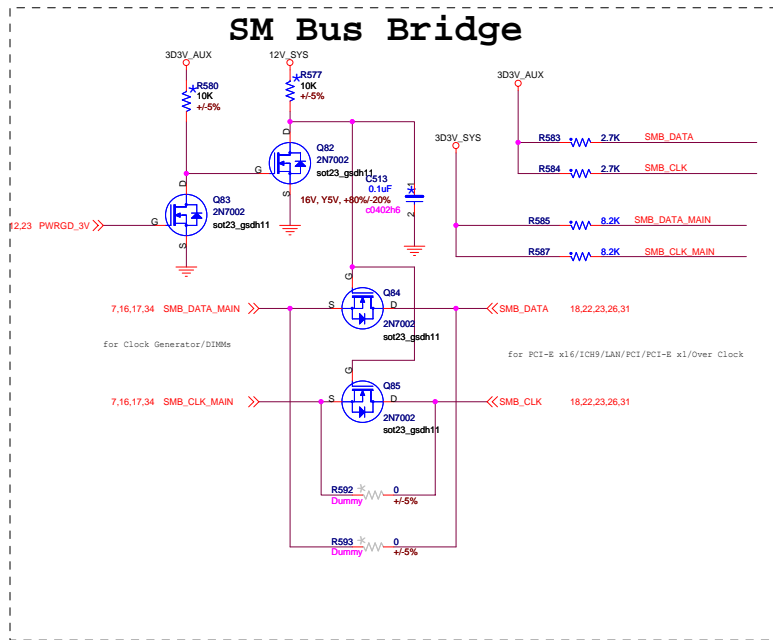 SM Bus Bridge
3D3V_AUX
12V_SYS
R580
10K
+/-5%
R577
10K
+/-5%
3D3V_AUX
3D3V_SYS
R583 2.7K SMB_DATA
R584 2.7K SMB_CLK
R585 8.2K SMB_DATA_MAIN
R587 8.2K SMB_CLK_MAIN
D
G
S
Q82
2N7002
sot23_gsdh11
C513
0.1uF
16V, Y5V, +80%/-20%
c0402h6
1
2
D
G
S
Q83
2N7002
sot23_gsdh11
12,23 PWRGD_3V
7,16,17,34 SMB_DATA_MAIN
G
S
D
Q84
2N7002
sot23_gsdh11
SMB_DATA 18,22,23,26,31
for Clock Generator/DIMMs
for PCI-E x16/ICH9/LAN/PCI/PCI-E x1/Over Clock
7,16,17,34 SMB_CLK_MAIN
G
S
D
Q85
2N7002
sot23_gsdh11
SMB_CLK 18,22,23,26,31
R592 0
Dummy +/-5%
R593 0
Dummy +/-5%